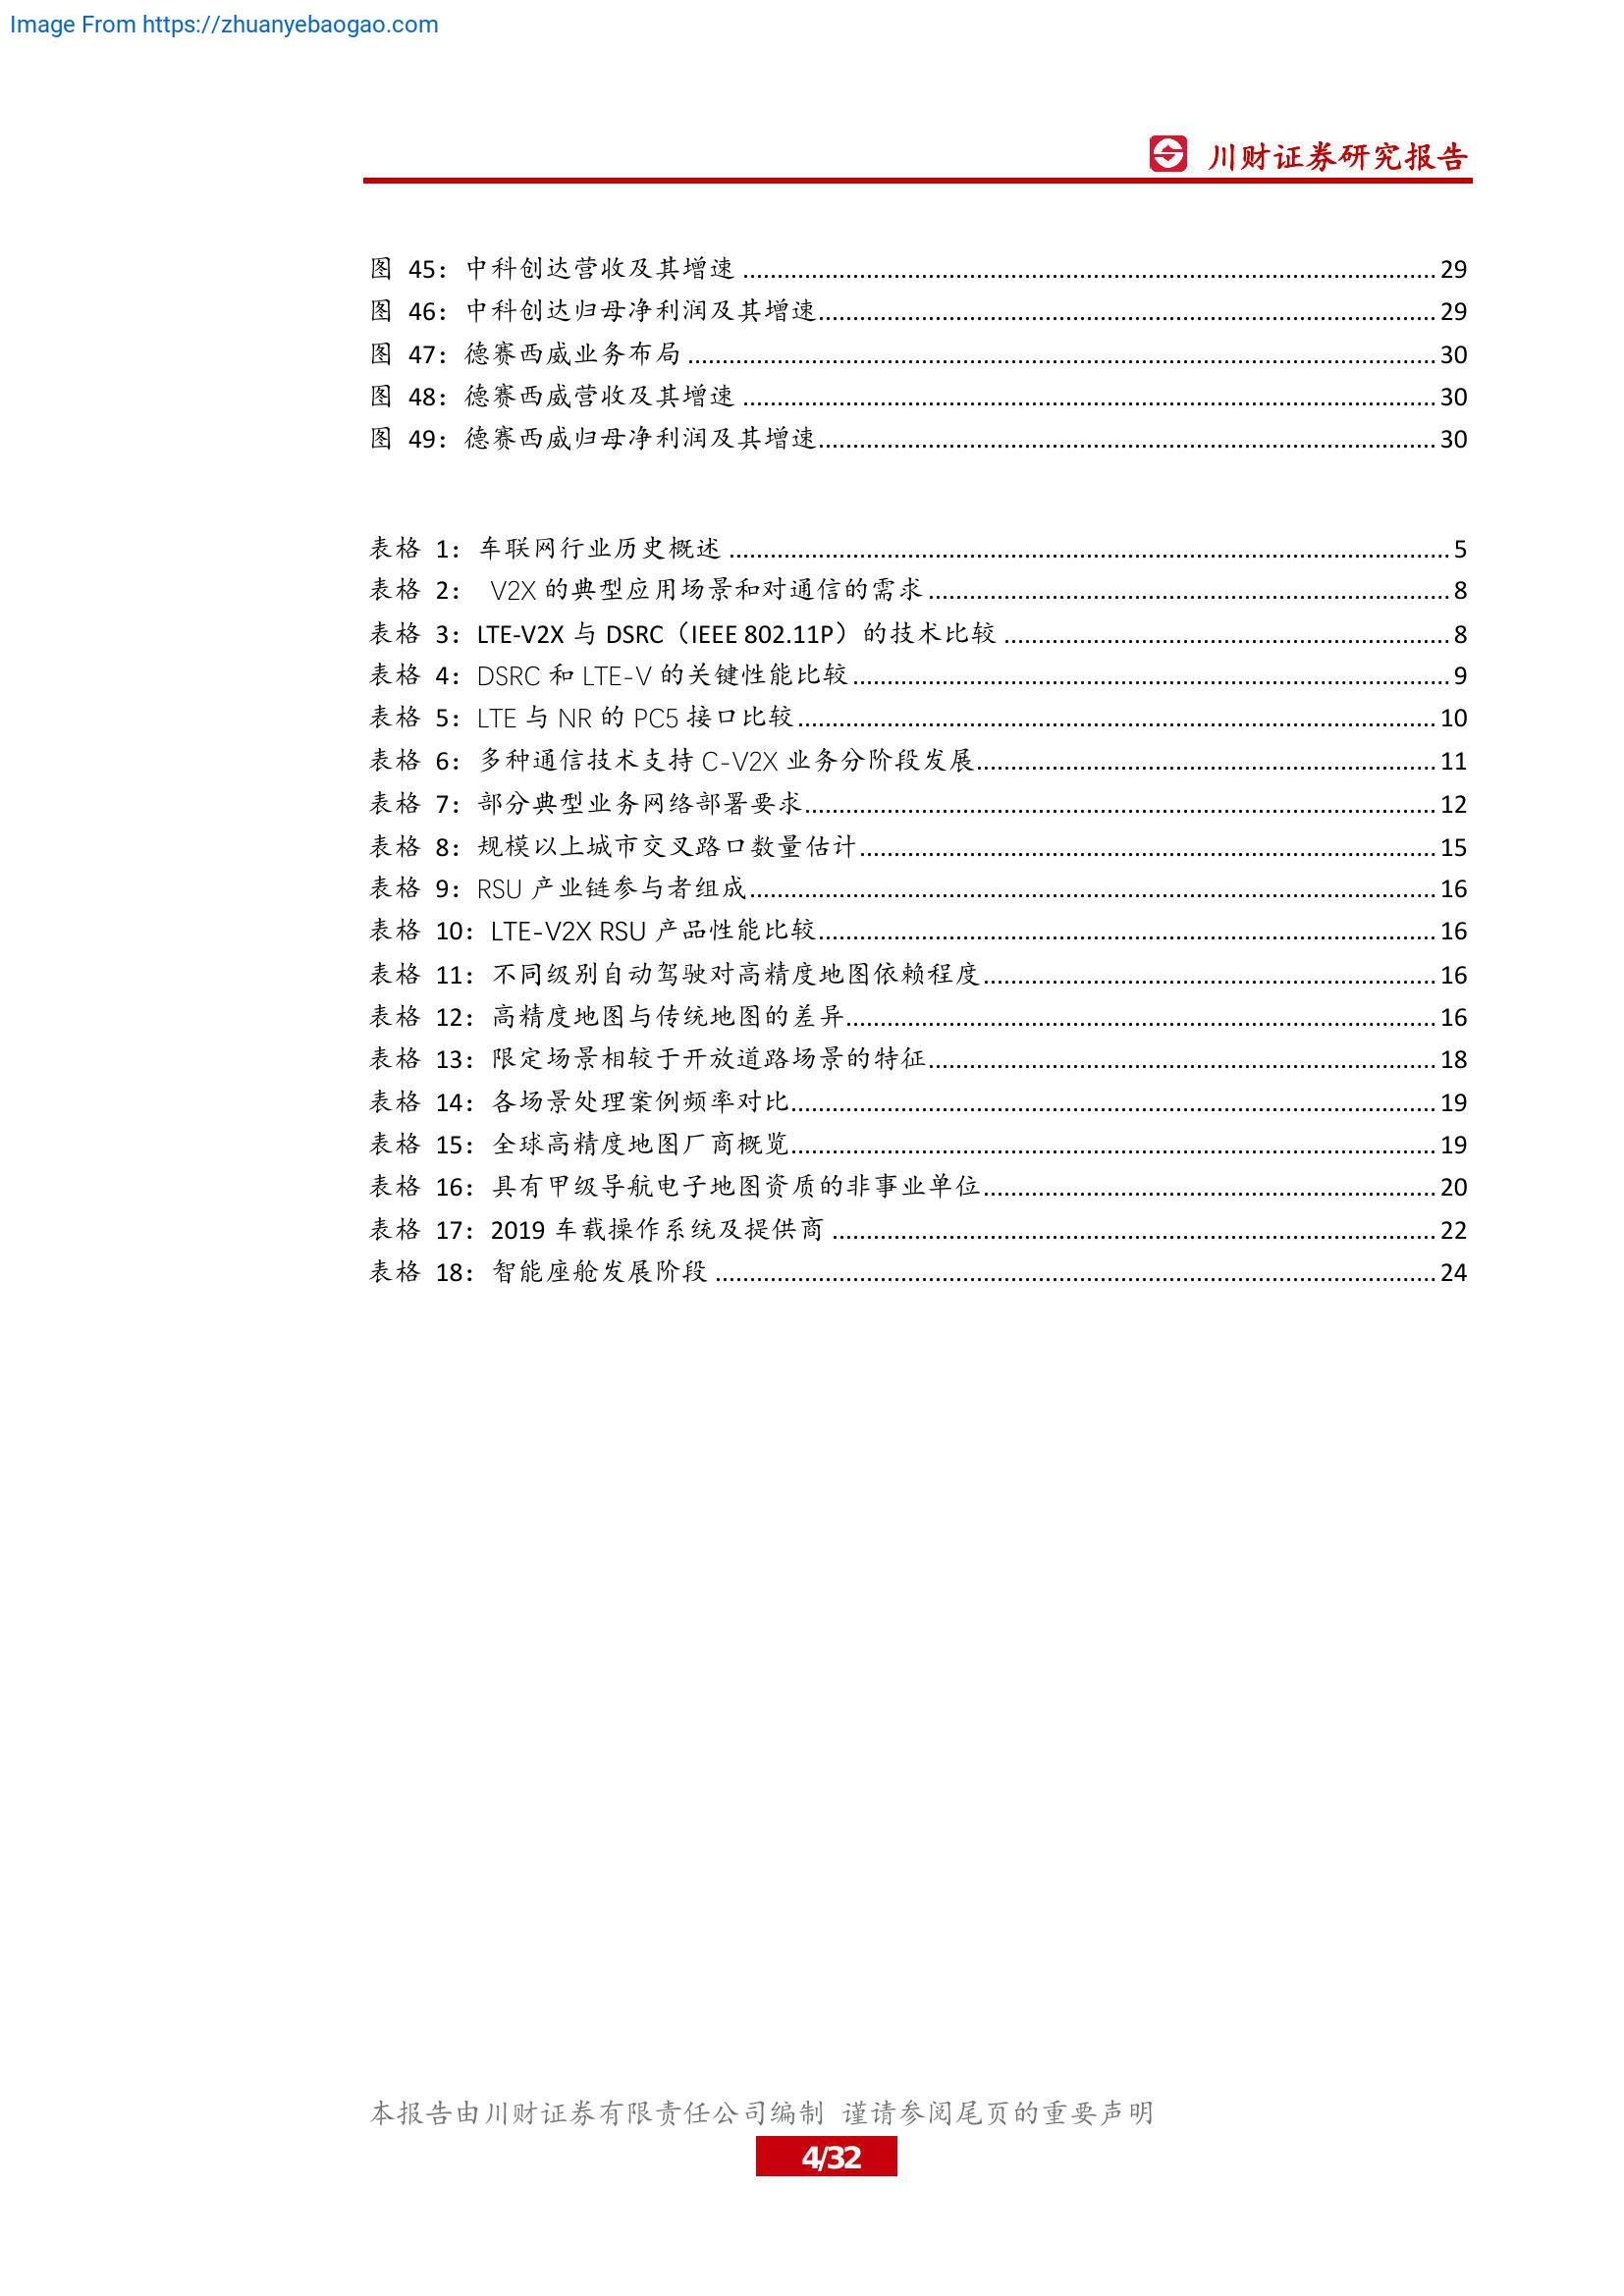 Image From https://zhuanyebaogao.com
川财证券研究报告
图 45：中科创达营收及其增速 29
图 46：中科创达归母净利润及其增速 29
图 47：德赛西威业务布局 30
图 48：德赛西威营收及其增速 30
图 49：德赛西威归母净利润及其增速 30
表格 1：车联网行业历史概述 5
表格 2： V2X 的典型应用场景和对通信的需求 8
表格 3：LTE-V2X 与 DSRC（IEEE 802.11P）的技术比较 8
表格 4：DSRC 和 LTE-V 的关键性能比较 9
表格 5：LTE 与 NR 的 PC5 接口比较 10
表格 6：多种通信技术支持 C-V2X 业务分阶段发展 11
表格 7：部分典型业务网络部署要求 12
表格 8：规模以上城市交叉路口数量估计 15
表格 9：RSU 产业链参与者组成 16
表格 10：LTE-V2X RSU 产品性能比较 16
表格 11：不同级别自动驾驶对高精度地图依赖程度 16
表格 12：高精度地图与传统地图的差异 16
表格 13：限定场景相较于开放道路场景的特征 18
表格 14：各场景处理案例频率对比 19
表格 15：全球高精度地图厂商概览 19
表格 16：具有甲级导航电子地图资质的非事业单位 20
表格 17：2019 车载操作系统及提供商 22
表格 18：智能座舱发展阶段 24
本报告由川财证券有限责任公司编制 谨请参阅尾页的重要声明
4/32